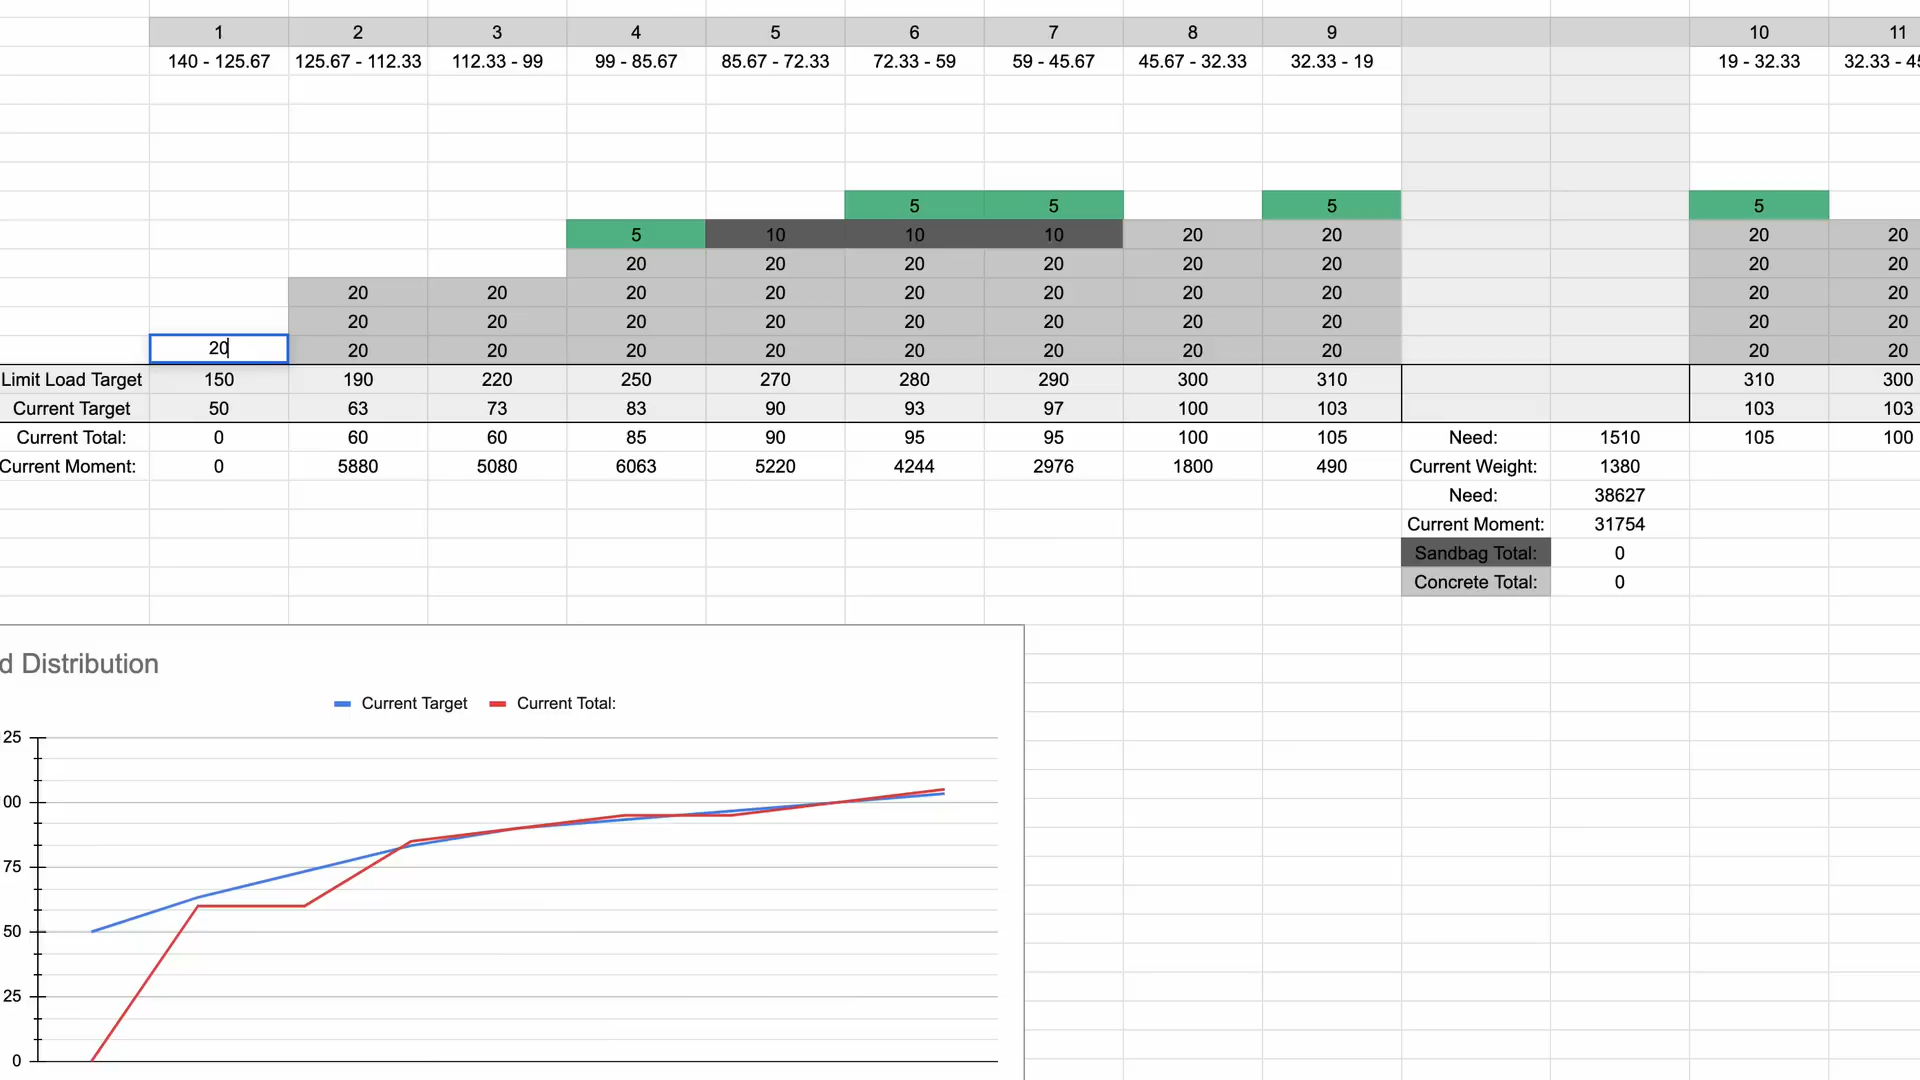 1 2 3 4 5 6 7 8 9 10 11
140 - 125.67 125.67 - 112.33 112.33 - 99 99 - 85.67 85.67 - 72.33 72.33 - 59 59 - 45.67 45.67 - 32.33 32.33 - 19 19 - 32.33 32.33 - 45
5 5 5 5
5 10 10 10 20 20 20 20
20 20 20 20 20 20 20 20
20 20 20 20 20 20 20 20 20 20
20 20 20 20 20 20 20 20 20 20
20 20 20 20 20 20 20 20 20 20 20
Limit Load Target 150 190 220 250 270 280 290 300 310 310 300
Current Target 50 63 73 83 90 93 97 100 103 103 103
Current Total: 0 60 60 85 90 95 95 100 105 Need: 1510 105 100
Current Moment: 0 5880 5080 6063 5220 4244 2976 1800 490 Current Weight: 1380
Need: 38627
Current Moment: 31754
Sandbag Total: 0
Concrete Total: 0
d Distribution
Current Target Current Total:
25
00
75
50
25
0